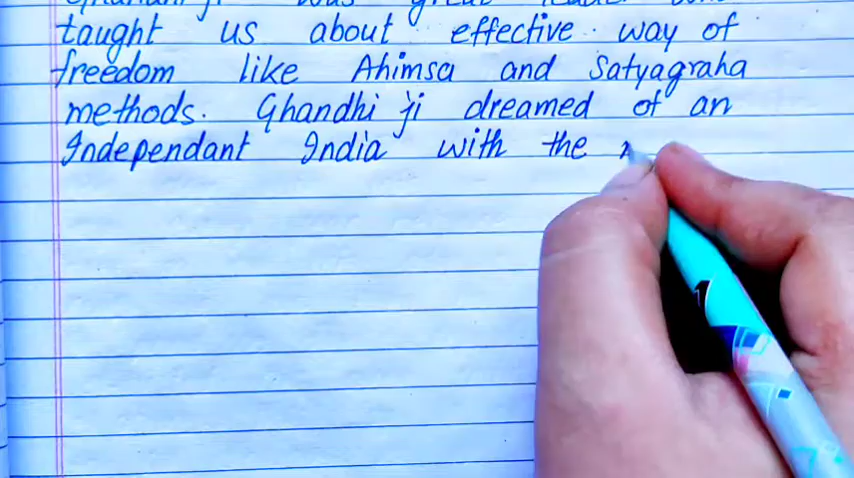 taught us about effective way of
freedom like Ahimsa and Satyagraha
methods. Ghandhi ji dreamed of an
Independant India with the